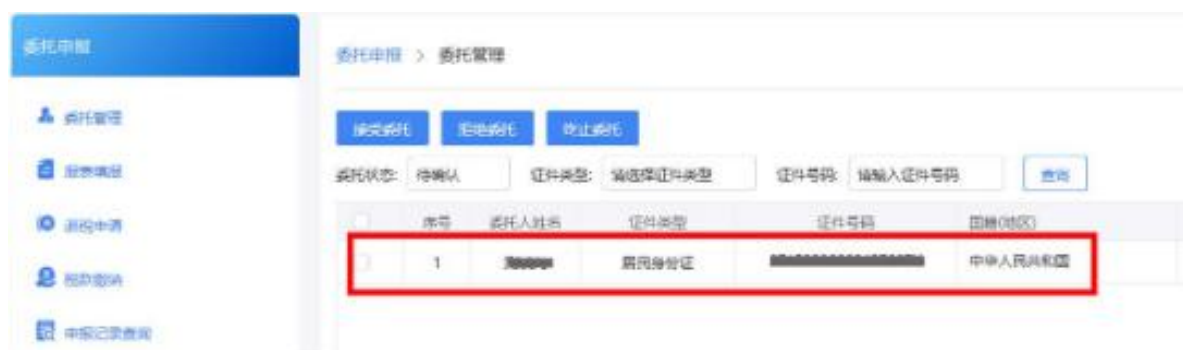 委托申报
委托申报 > 委托管理
委托管理
报表填报
退税申请
税款缴纳
申报记录查询
接受委托 拒绝委托 终止委托
委托状态: 待确认 证件类型: 请选择证件类型 证件号码: 请输入证件号码 查询
序号 委托人姓名 证件类型 证件号码 国籍(地区)
1 居民身份证 中华人民共和国